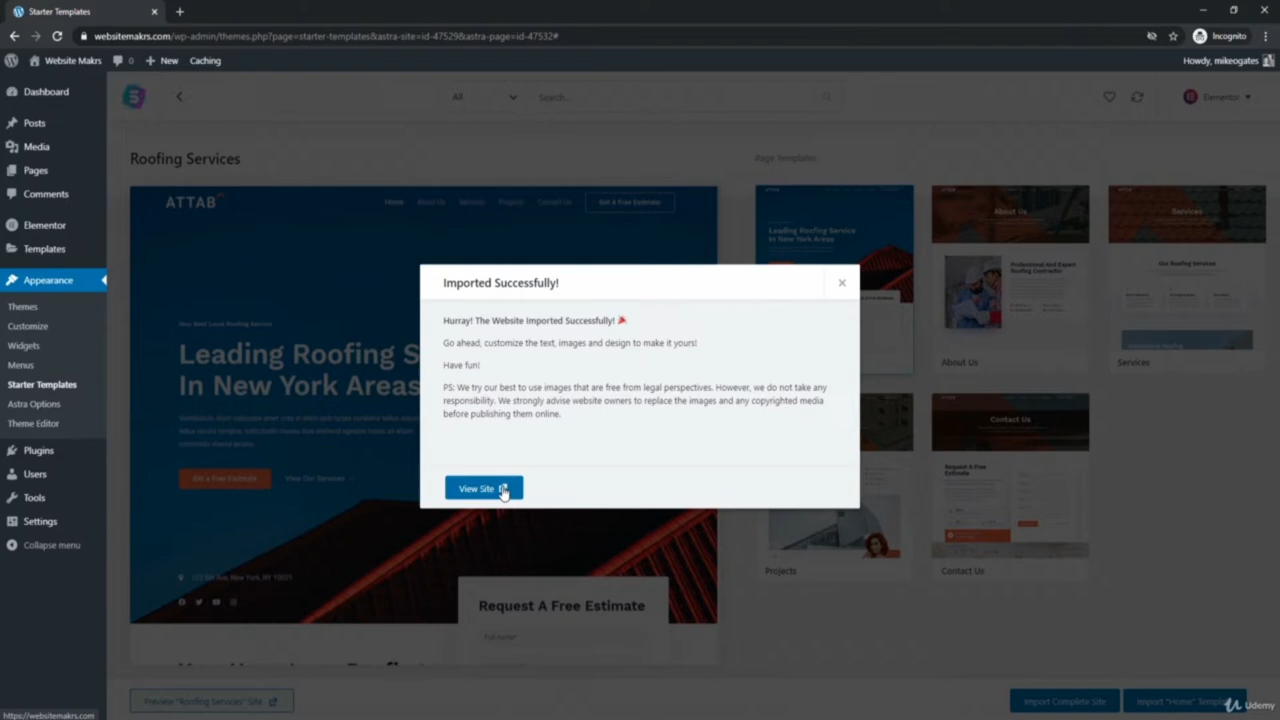 Starter Templates
websitemakrs.com/wp-admin/themes.php?page=starter-templates&astra-site=id-47529&astra-page=id-47532#
Incognito
Website Makrs
0
New
Caching
Howdy, mikeogates
Dashboard
Posts
Media
Pages
Comments
Elementor
Templates
Appearance
Themes
Customize
Widgets
Menus
Starter Templates
Astra Options
Theme Editor
Plugins
Users
Tools
Settings
Collapse menu
All
Search...
Elementor
Roofing Services
Page Templates
ATTAB
Home
About Us
Services
Projects
Contact Us
Get A Free Estimate
Leading Roofing S
In New York Areas
Get a Free Estimate
View Our Services
Request A Free Estimate
Full name*
Imported Successfully!
Hurray! The Website Imported Successfully!
Go ahead, customize the text, images and design to make it yours!
Have fun!
PS: We try our best to use images that are free from legal perspectives. However, we do not take any
responsibility. We strongly advise website owners to replace the images and any copyrighted media
before publishing them online.
View Site
Leading Roofing Service
In New York Areas
About Us
Professional And Expert
Roofing Contractor
About Us
Services
Our Roofing Services
Services
Projects
Contact Us
Request A Free
Estimate
Contact Us
Preview "Roofing Services" Site
Import Complete Site
Import "Home" Templ
Udemy
https://websitemakrs.com